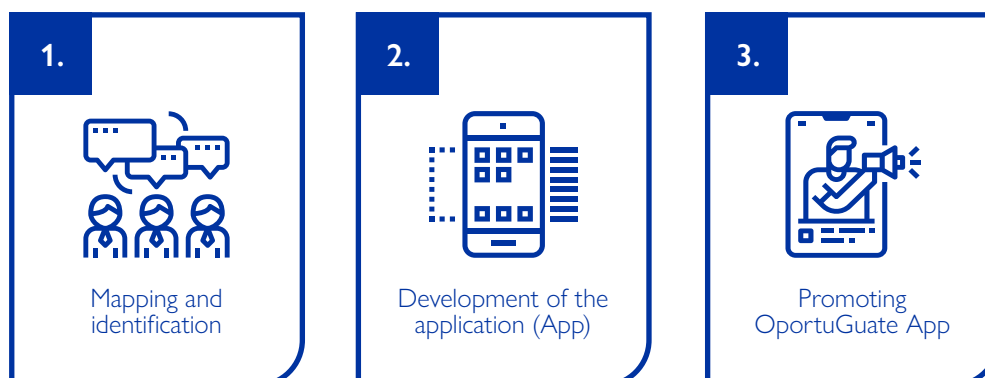 1.
Mapping and
identification
2.
Development of the
application (App)
3.
Promoting
OportuGuate App